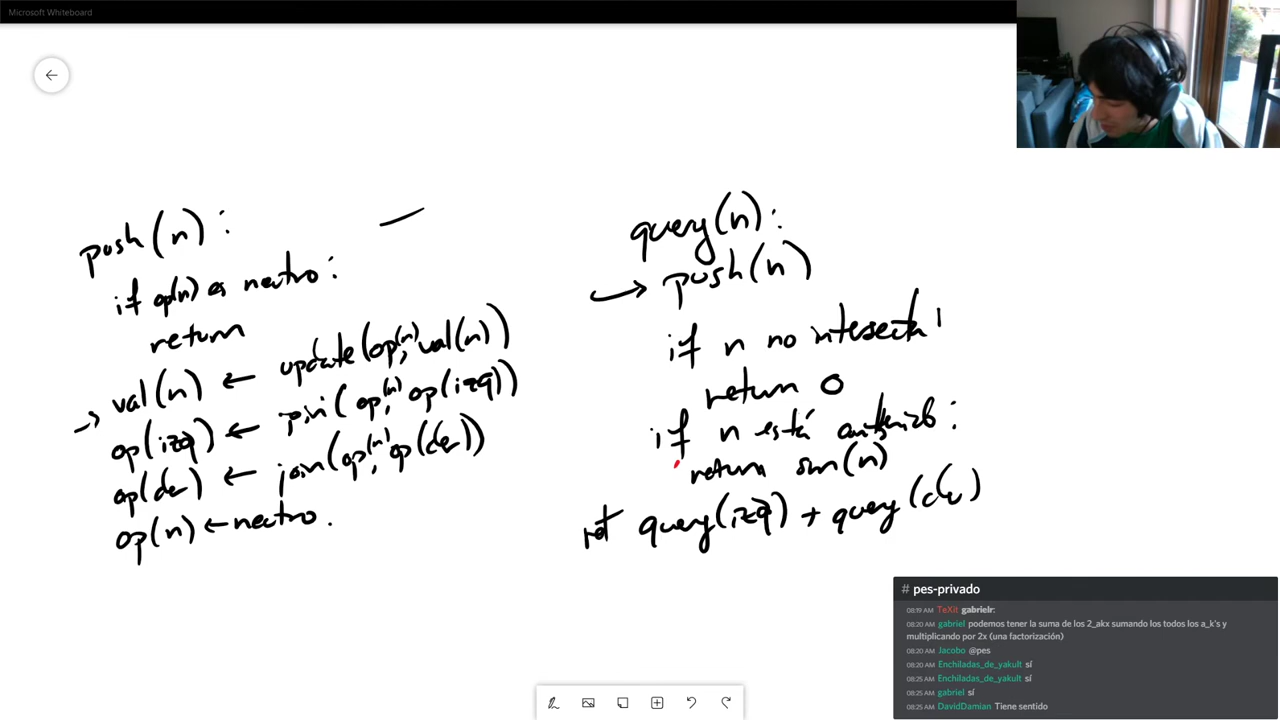 Microsoft Whiteboard
push(n):
if op(n) es neutro:
return
val(n) ← update(op(n), val(n))
→ op(izq) ← join(op(n), op(izq))
op(der) ← join(op(n), op(der))
op(n) ← neutro.
query(n):
→ push(n)
if n no intersecta
return 0
if n está :
return sum(n)
ret query(izq) + query(der)
# pes-privado
08:19 AM TeXit gabrielr:
08:20 AM gabriel podemos tener la suma de los 2_akx sumando los todos los a_k's y
multiplicando por 2x (una factorización)
08:20 AM Jacobo @pes
08:20 AM Enchiladas_de_yakult sí
08:25 AM Enchiladas_de_yakult sí
08:25 AM gabriel sí
08:25 AM DavidDamian Tiene sentido